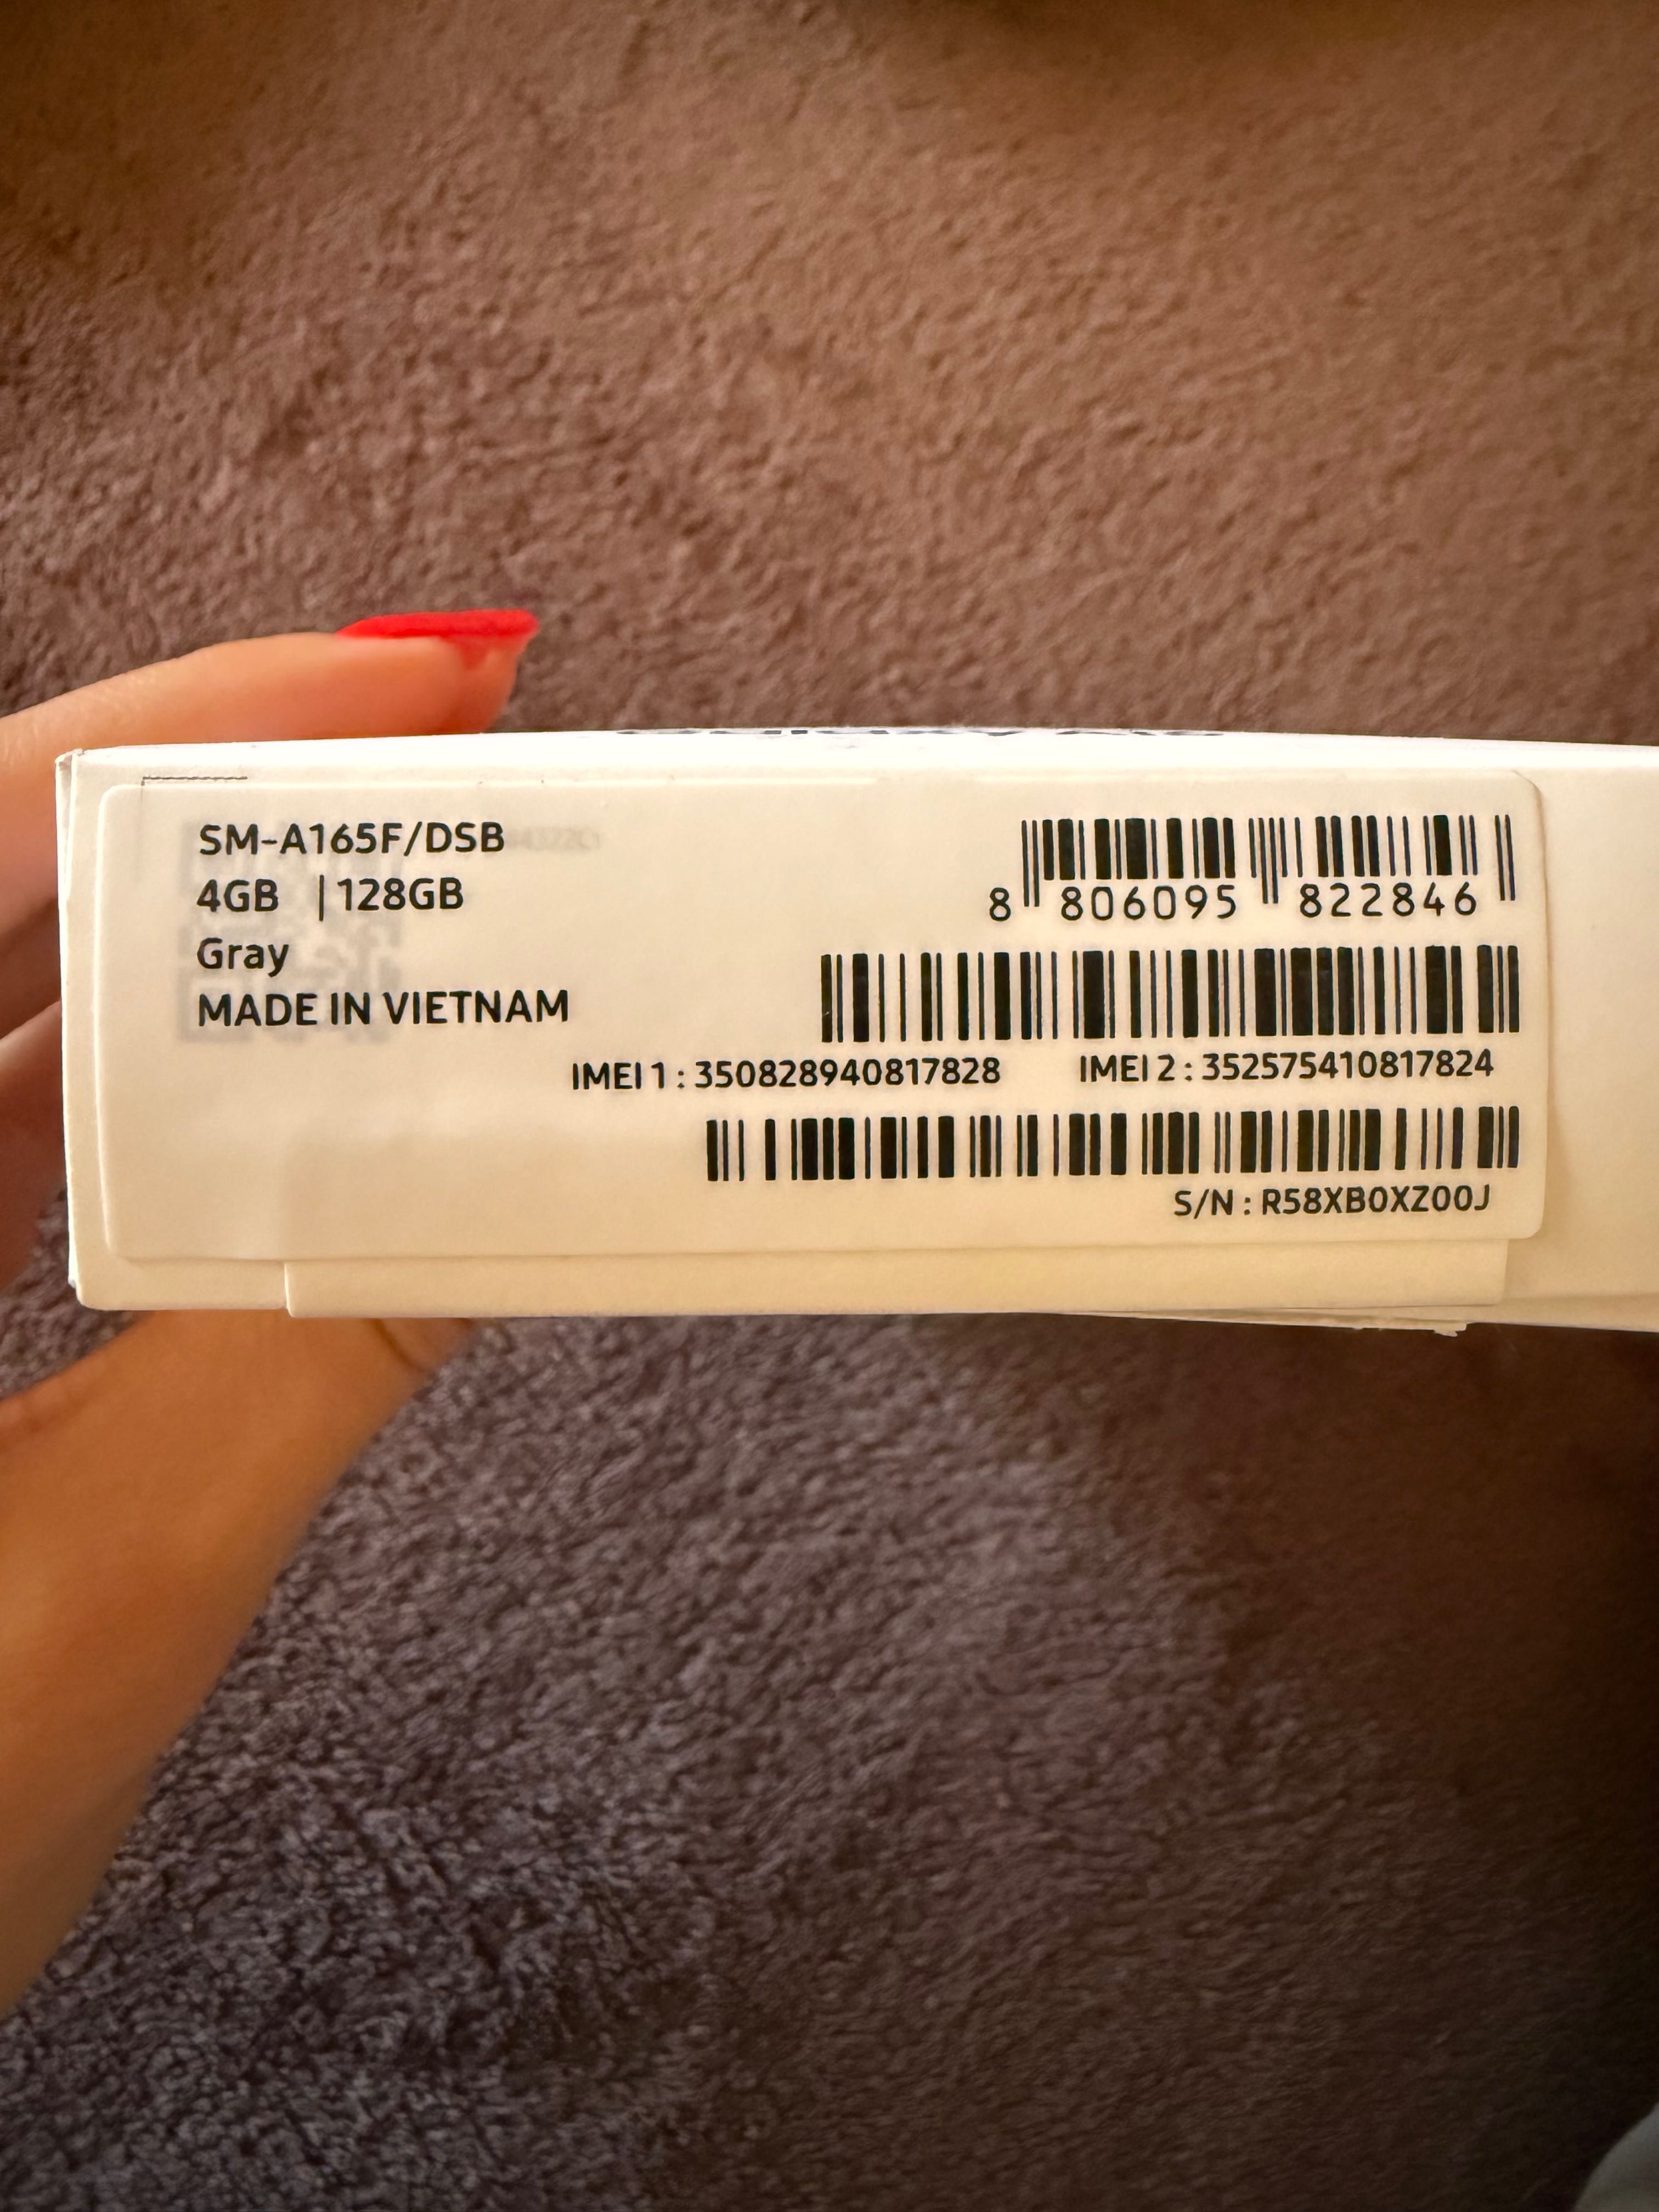 SM-A165F/DSB
4GB | 128GB
Gray
MADE IN VIETNAM
8 806095 822846
IMEI 1 : 350828940817828 IMEI 2 : 352575410817824
S/N : R58XB0XZ00J